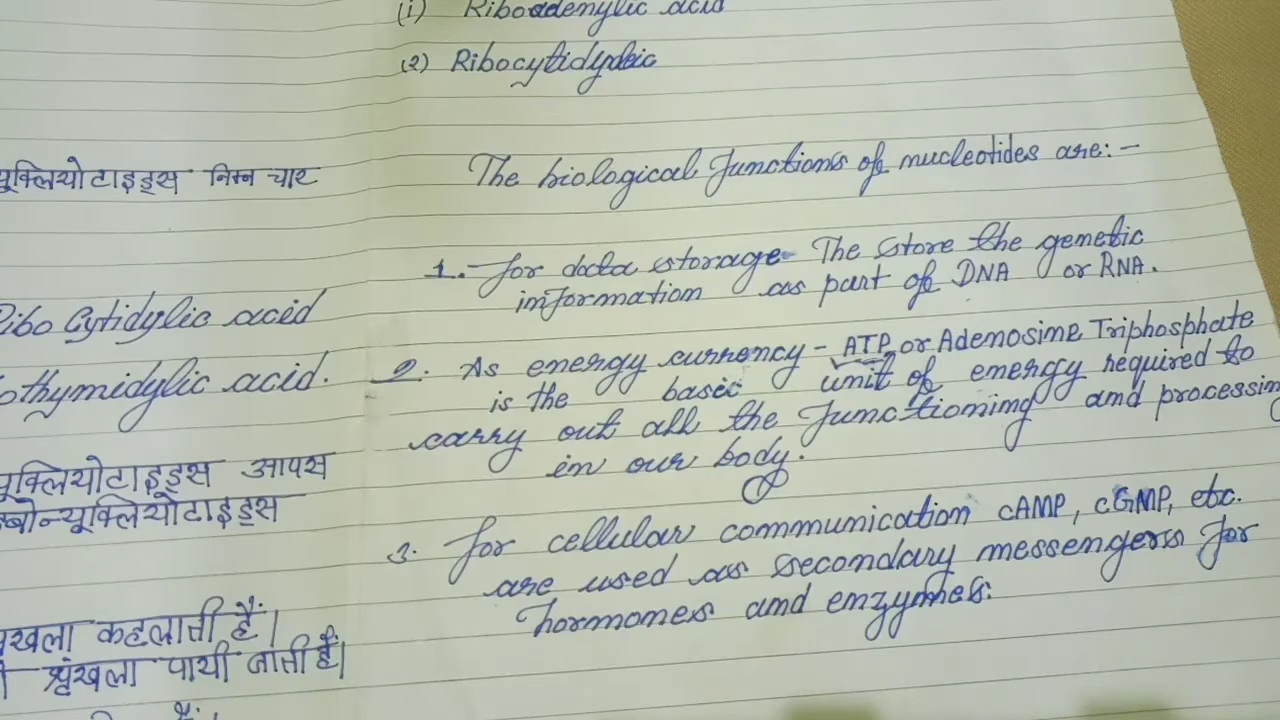 (i) Riboadenylic acid
(2) Ribocytidylic
The biological functions of nucleotides are:-
1. For data storage- The store the genetic
information as part of DNA or RNA.
2. As energy currency - ATP or Adenosine Triphosphate
is the basic unit of energy required to
carry out all the functioning and processing
in our body.
3. For cellular communication cAMP, cGMP, etc.
are used as secondary messengers for
hormones and enzymes.
यूक्लियोटाइड्स निम्न चार
Ribo Cytidylic acid
othymidylic acid.
यूक्लियोटाइड्स आपस
बोन्यूक्लियोटाइड्स
कहलाती है।
श्रृंखला पायी जाती है।